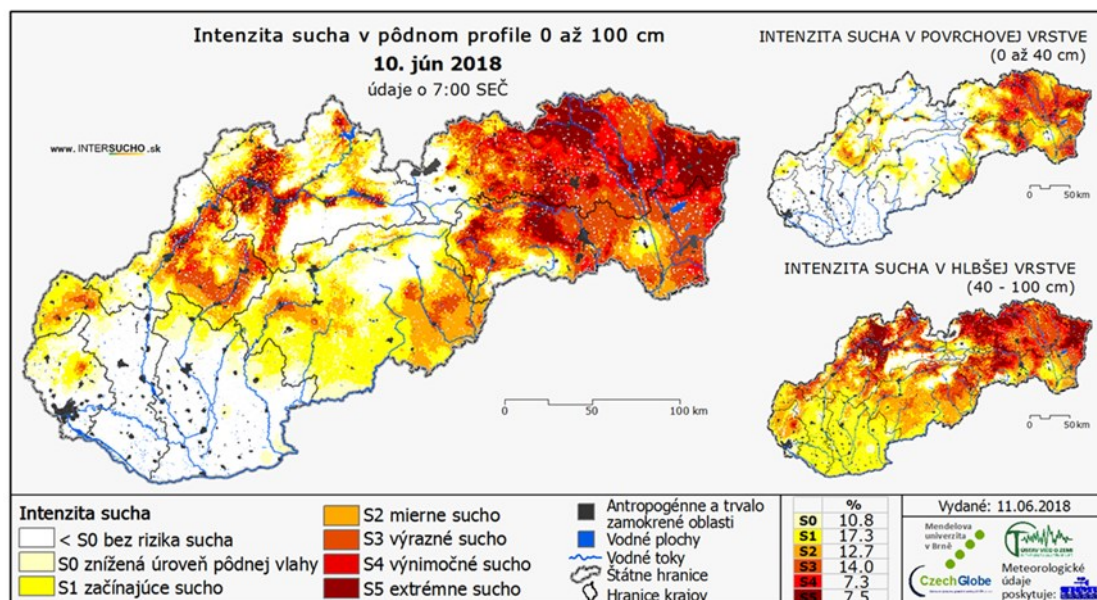 Intenzita sucha v pôdnom profile 0 až 100 cm
10. jún 2018
údaje o 7:00 SEČ
www. INTERSUCHO.sk
0 50 100 km
INTENZITA SUCHA V POVRCHOVEJ VRSTVE
(0 až 40 cm)
0 50 km
INTENZITA SUCHA V HLBŠEJ VRSTVE
(40 - 100 cm)
0 50 km
Intenzita sucha
< S0 bez rizika sucha
S0 znížená úroveň pôdnej vlahy
S1 začínajúce sucho
S2 mierne sucho
S3 výrazné sucho
S4 výnimočné sucho
S5 extrémne sucho
Antropogénne a trvalo
zamokrené oblasti
Vodné plochy
Vodné toky
Štátne hranice
Hranice krajov
%
S0 10.8
S1 17.3
S2 12.7
S3 14.0
S4 7.3
S5 7.5
Vydané: 11.06.2018
Mendelova
univerzita
v Brně
CzechGlobe
Meteorologické
údaje
poskytuje: